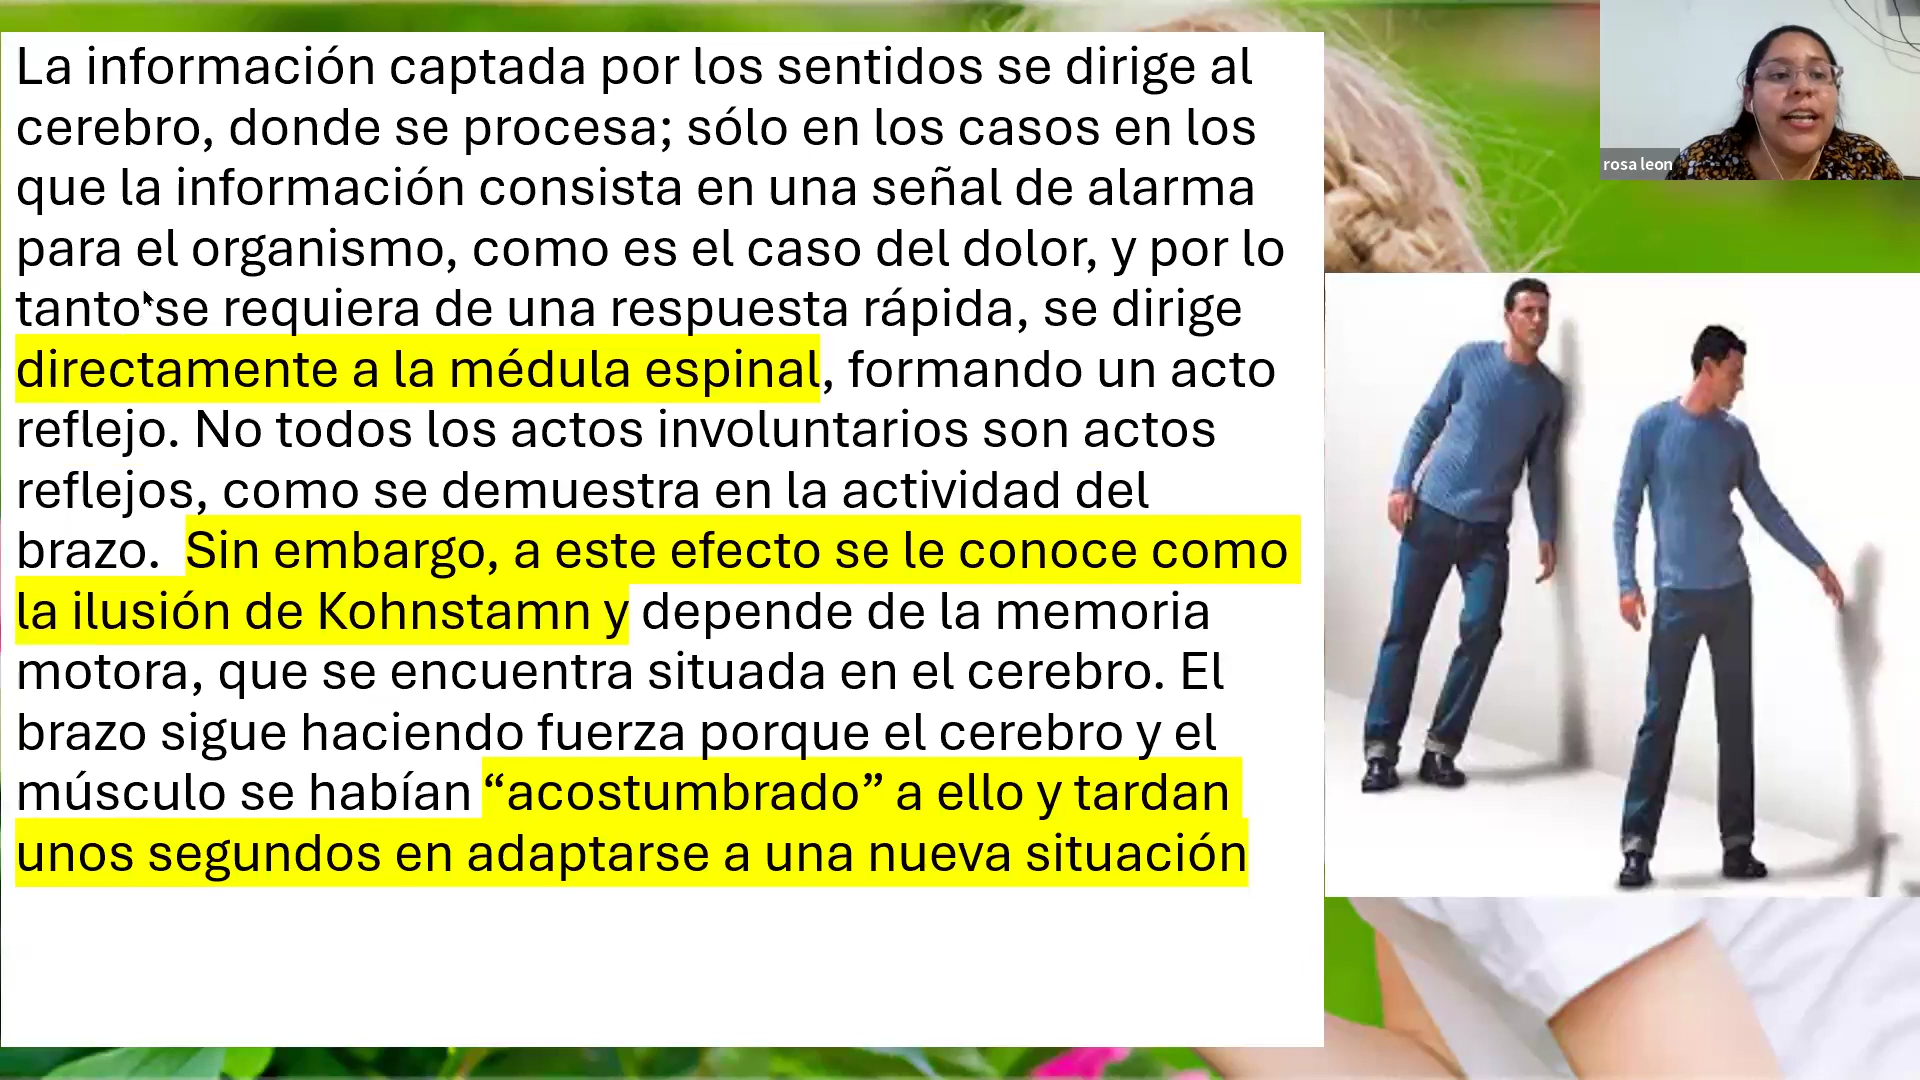 La información captada por los sentidos se dirige al
cerebro, donde se procesa; sólo en los casos en los
que la información consista en una señal de alarma
para el organismo, como es el caso del dolor, y por lo
tanto se requiera de una respuesta rápida, se dirige
directamente a la médula espinal, formando un acto
reflejo. No todos los actos involuntarios son actos
reflejos, como se demuestra en la actividad del
brazo.  Sin embargo, a este efecto se le conoce como
la ilusión de Kohnstamn y depende de la memoria
motora, que se encuentra situada en el cerebro. El
brazo sigue haciendo fuerza porque el cerebro y el
músculo se habían “acostumbrado” a ello y tardan
unos segundos en adaptarse a una nueva situación
rosa leon